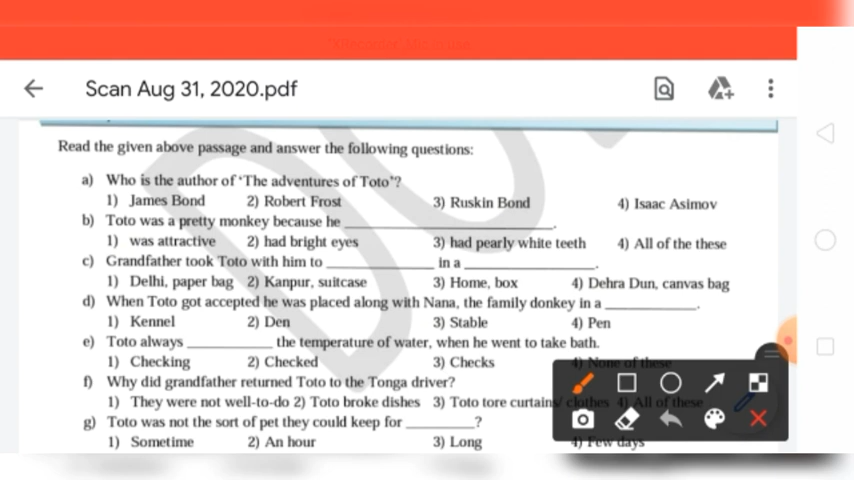 Scan Aug 31, 2020.pdf
Read the given above passage and answer the following questions:
a) Who is the author of 'The adventures of Toto'?
1) James Bond 2) Robert Frost 3) Ruskin Bond 4) Isaac Asimov
b) Toto was a pretty monkey because he ____________________.
1) was attractive 2) had bright eyes 3) had pearly white teeth 4) All of the these
c) Grandfather took Toto with him to __________ in a ____________.
1) Delhi, paper bag 2) Kanpur, suitcase 3) Home, box 4) Dehra Dun, canvas bag
d) When Toto got accepted he was placed along with Nana, the family donkey in a _________.
1) Kennel 2) Den 3) Stable 4) Pen
e) Toto always ________ the temperature of water, when he went to take bath.
1) Checking 2) Checked 3) Checks 4) None of these
f) Why did grandfather returned Toto to the Tonga driver?
1) They were not well-to-do 2) Toto broke dishes 3) Toto tore curtains/ clothes 4) All of these
g) Toto was not the sort of pet they could keep for _______?
1) Sometime 2) An hour 3) Long 4) Few days